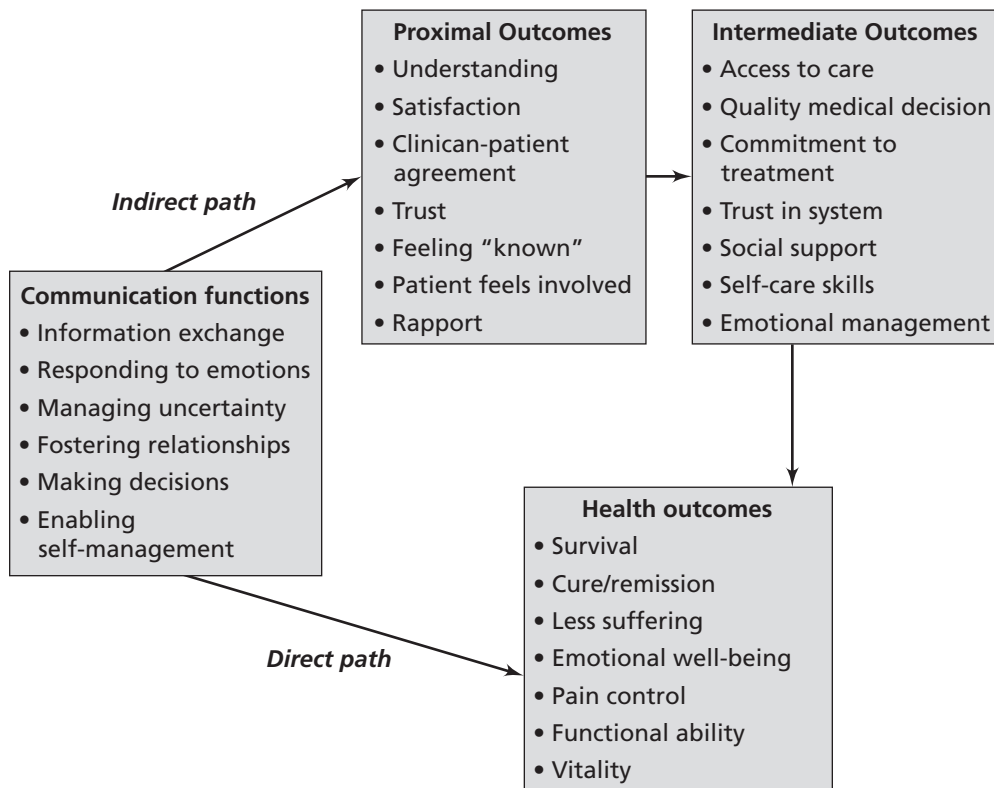 Proximal Outcomes
• Understanding
• Satisfaction
• Clinican-patient
agreement
• Trust
• Feeling “known”
• Patient feels involved
• Rapport
Intermediate Outcomes
• Access to care
• Quality medical decision
• Commitment to
treatment
• Trust in system
• Social support
• Self-care skills
• Emotional management
Indirect path
Communication functions
• Information exchange
• Responding to emotions
• Managing uncertainty
• Fostering relationships
• Making decisions
• Enabling
self-management
Direct path
Health outcomes
• Survival
• Cure/remission
• Less suffering
• Emotional well-being
• Pain control
• Functional ability
• Vitality